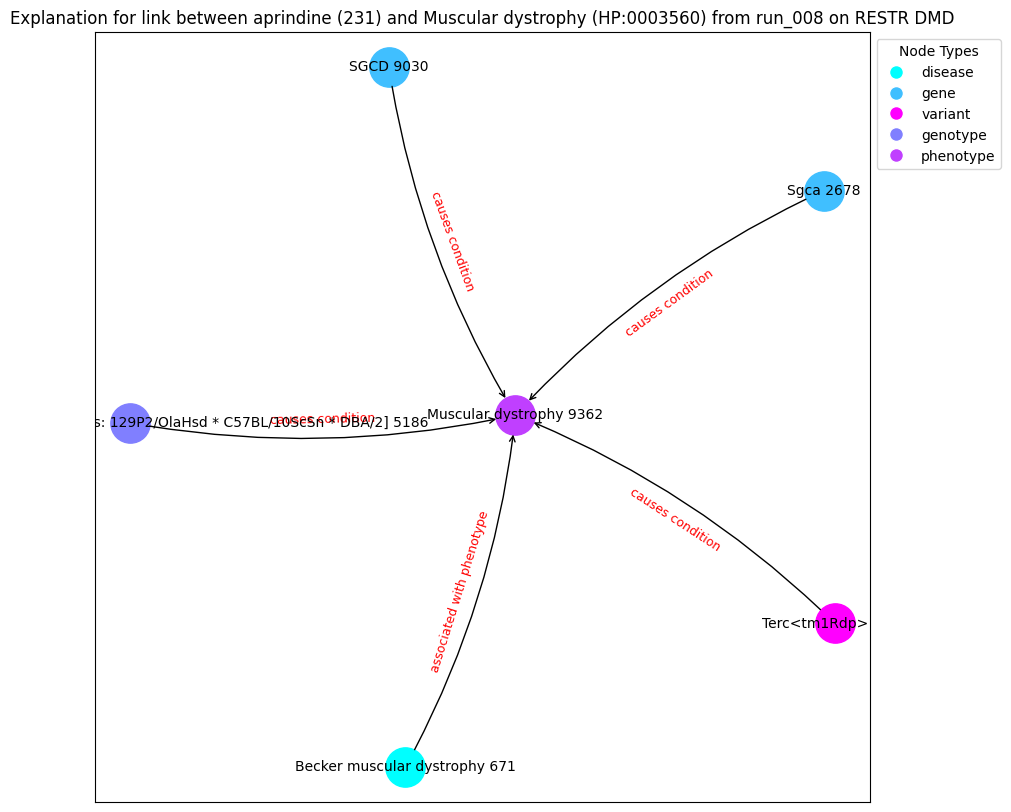 Explanation for link between aprindine (231) and Muscular dystrophy (HP:0003560) from run_008 on RESTR DMD
Node Types
disease
gene
variant
genotype
phenotype
SGCD 9030
Sgca 2678
causes condition
causes condition
causes condition
s: 129P2/OlaHsd * C57BL/10ScSn * DBA/2] 5186
Muscular dystrophy 9362
causes condition
associated with phenotype
Terc<tm1Rdp>
Becker muscular dystrophy 671